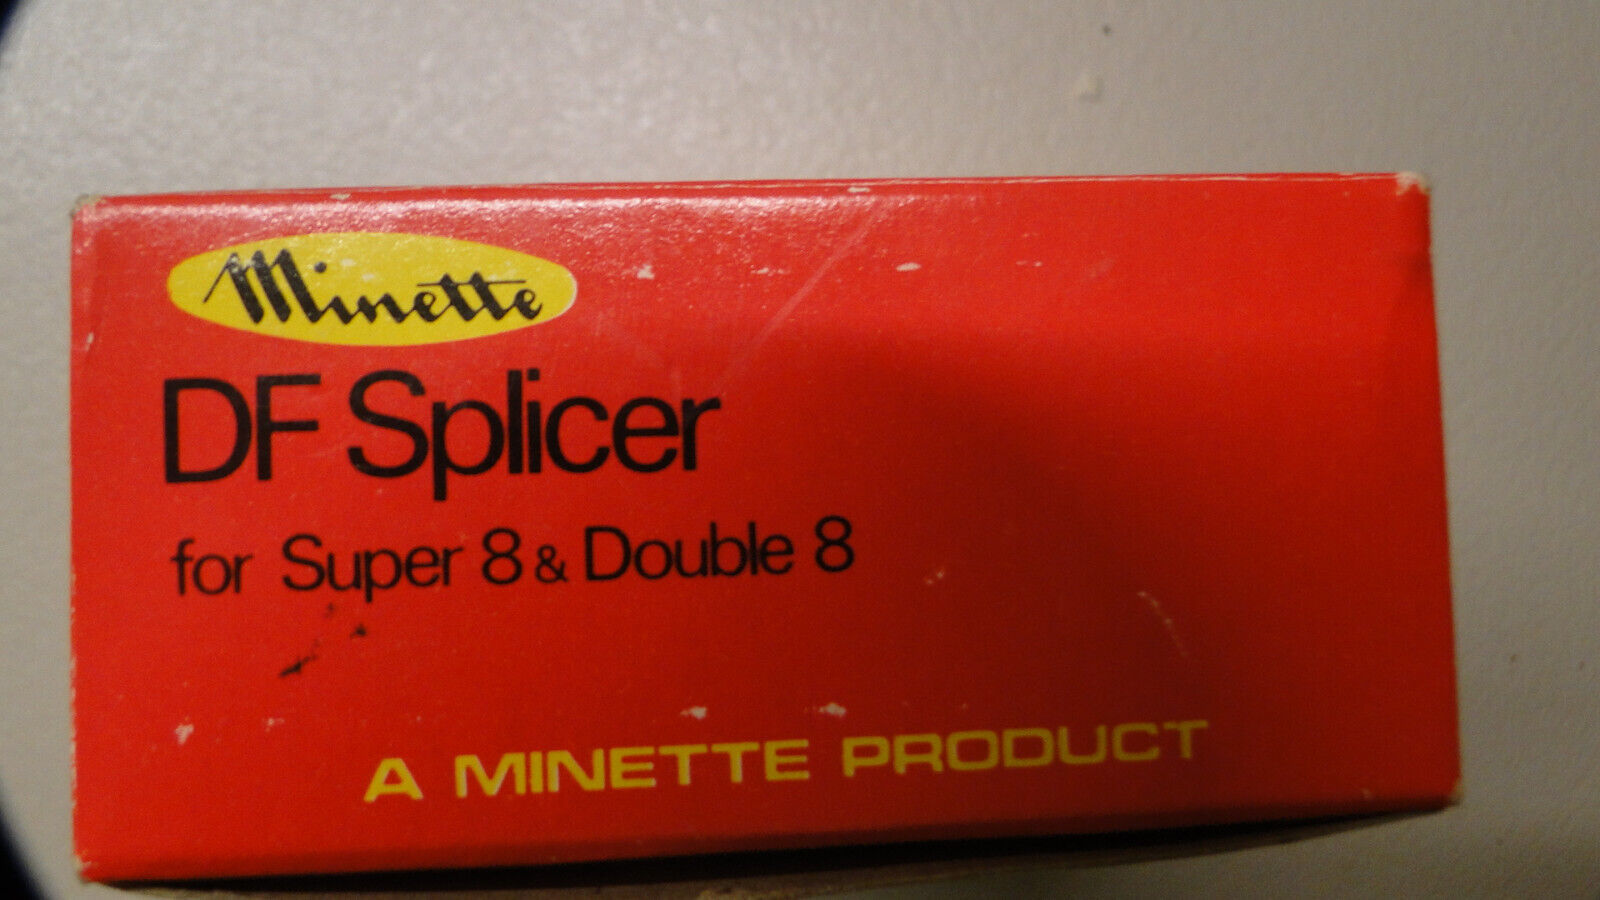 Minette
DF Splicer
for Super 8 & Double 8
A MINETTE PRODUCT